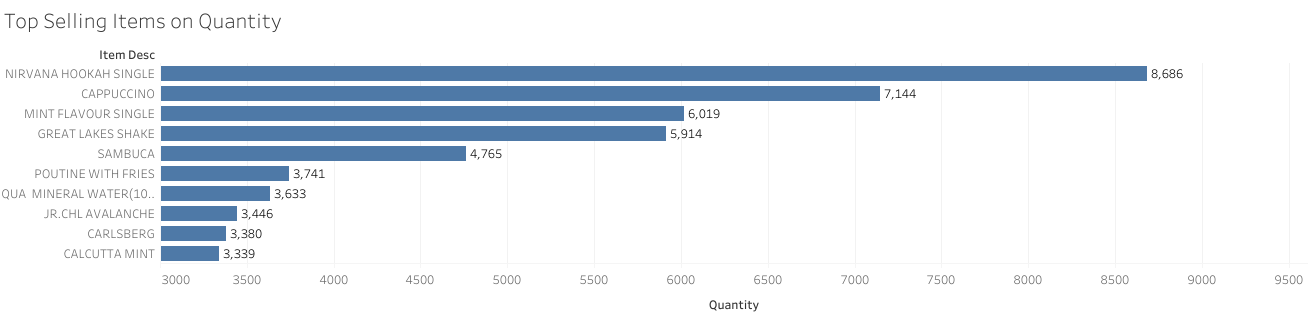 Top Selling Items on Quantity
Item Desc
NIRVANA HOOKAH SINGLE 8,686
CAPPUCCINO 7,144
MINT FLAVOUR SINGLE 6,019
GREAT LAKES SHAKE 5,914
SAMBUCA 4,765
POUTINE WITH FRIES 3,741
QUA MINERAL WATER(10.. 3,633
JR.CHL AVALANCHE 3,446
CARLSBERG 3,380
CALCUTTA MINT 3,339
3000 3500 4000 4500 5000 5500 6000 6500 7000 7500 8000 8500 9000 9500
Quantity